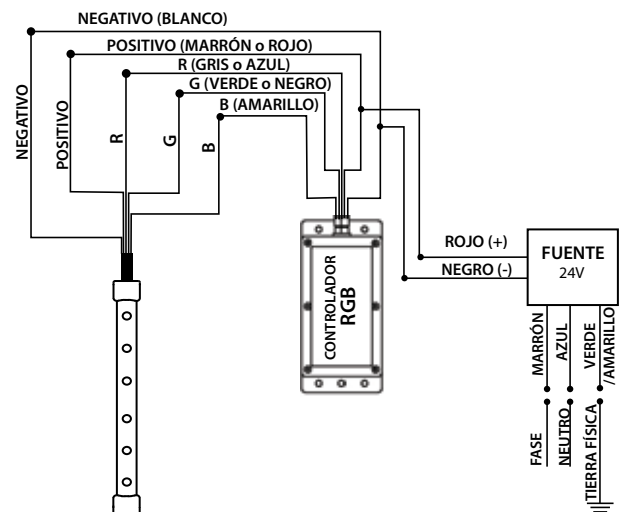 NEGATIVO (BLANCO)
POSITIVO (MARRÓN o ROJO)
R (GRIS o AZUL)
G (VERDE o NEGRO)
B (AMARILLO)
NEGATIVO
POSITIVO
R
G
B
CONTROLADOR
RGB
ROJO (+)
NEGRO (-)
FUENTE
24V
MARRÓN
AZUL
VERDE
/AMARILLO
FASE
NEUTRO
TIERRA FÍSICA